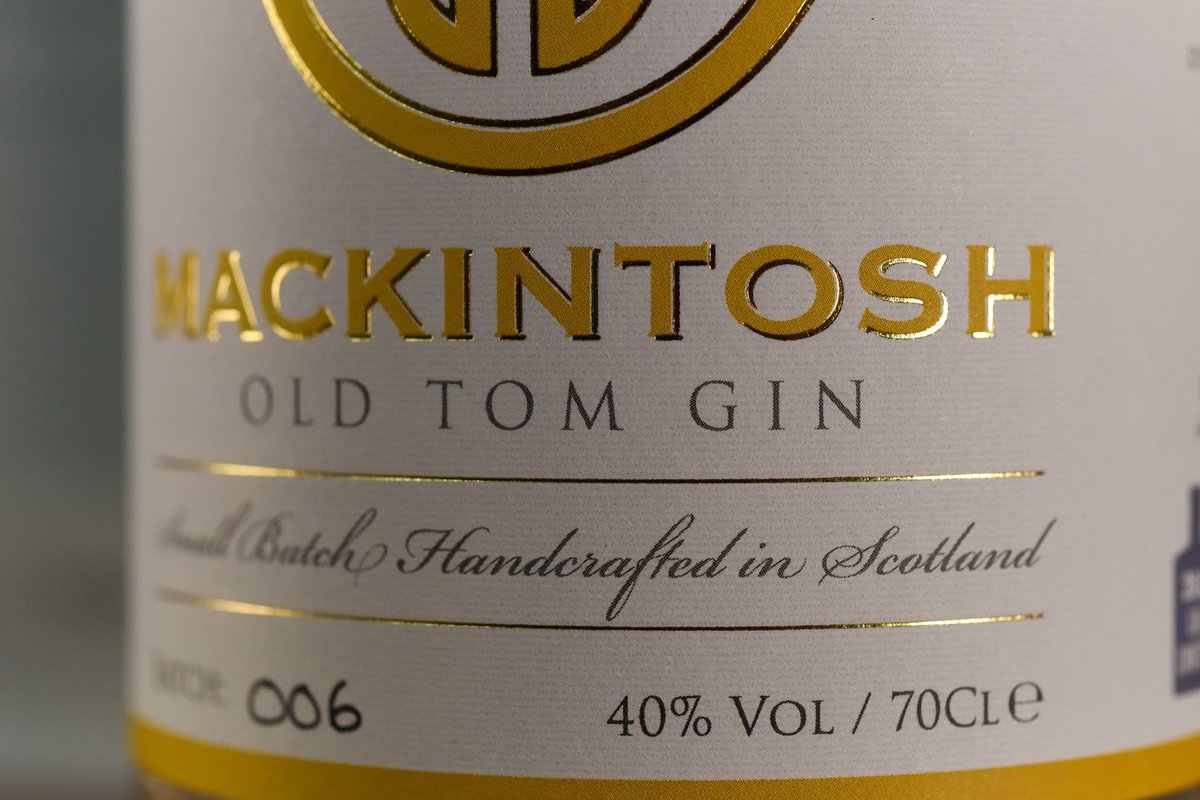 MACKINTOSH
OLD TOM GIN
Small Batch Handcrafted in Scotland
BATCH: 006
40% VOL / 70CL e